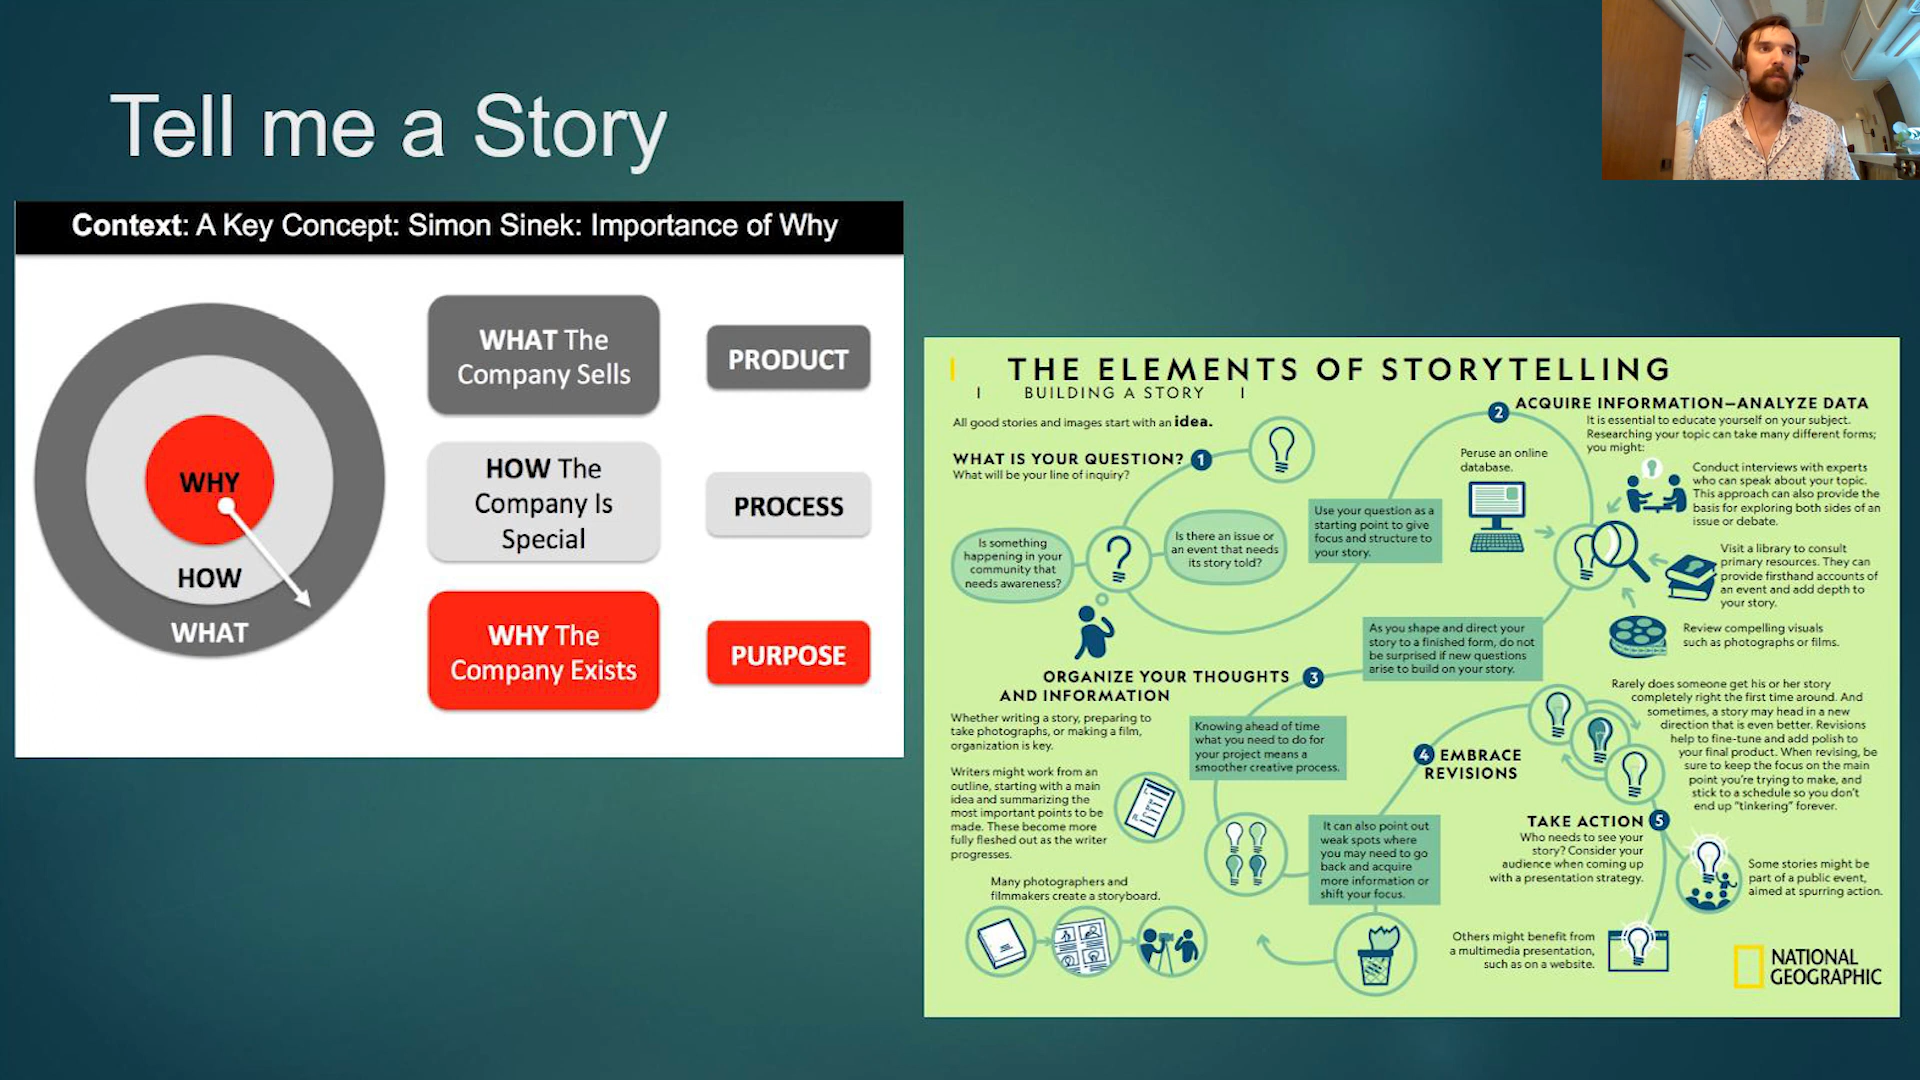 Tell me a Story
Context: A Key Concept: Simon Sinek: Importance of Why
WHY
HOW
WHAT
WHAT The
Company Sells
PRODUCT
HOW The
Company Is
Special
PROCESS
WHY The
Company Exists
PURPOSE
THE ELEMENTS OF STORYTELLING
BUILDING A STORY
All good stories and images start with an idea.
WHAT IS YOUR QUESTION? 1
What will be your line of inquiry?
Is something
happening in your
community that
needs awareness?
?
Is there an issue or
an event that needs
its story told?
Use your question as a
starting point to give
focus and structure to
your story.
2 ACQUIRE INFORMATION—ANALYZE DATA
It is essential to educate yourself on your subject.
Researching your topic can take many different forms;
you might:
Peruse an online
database.
Conduct interviews with experts
who can speak about your topic.
This approach can also provide the
basis for exploring both sides of an
issue or debate.
Visit a library to consult
primary resources. They can
provide firsthand accounts of
an event and add depth to
your story.
Review compelling visuals
such as photographs or films.
As you shape and direct your
story to a finished form, do not
be surprised if new questions
arise to build on your story.
ORGANIZE YOUR THOUGHTS 3
AND INFORMATION
Whether writing a story, preparing to
take photographs, or making a film,
organization is key.
Writers might work from an
outline, starting with a main
idea and summarizing the
most important points to be
made. These become more
fully fleshed out as the writer
progresses.
Many photographers and
filmmakers create a storyboard.
Knowing ahead of time
what you need to do for
your project means a
smoother creative process.
It can also point out
weak spots where
you may need to go
back and acquire
more information or
shift your focus.
4 EMBRACE
REVISIONS
Rarely does someone get his or her story
completely right the first time around. And
sometimes, a story may head in a new
direction that is even better. Revisions
help to fine-tune and add polish to
your final product. When revising, be
sure to keep the focus on the main
point you're trying to make, and
stick to a schedule so you don't
end up "tinkering" forever.
TAKE ACTION 5
Who needs to see your
story? Consider your
audience when coming up
with a presentation strategy.
Some stories might be
part of a public event,
aimed at spurring action.
Others might benefit from
a multimedia presentation,
such as on a website.
NATIONAL
GEOGRAPHIC